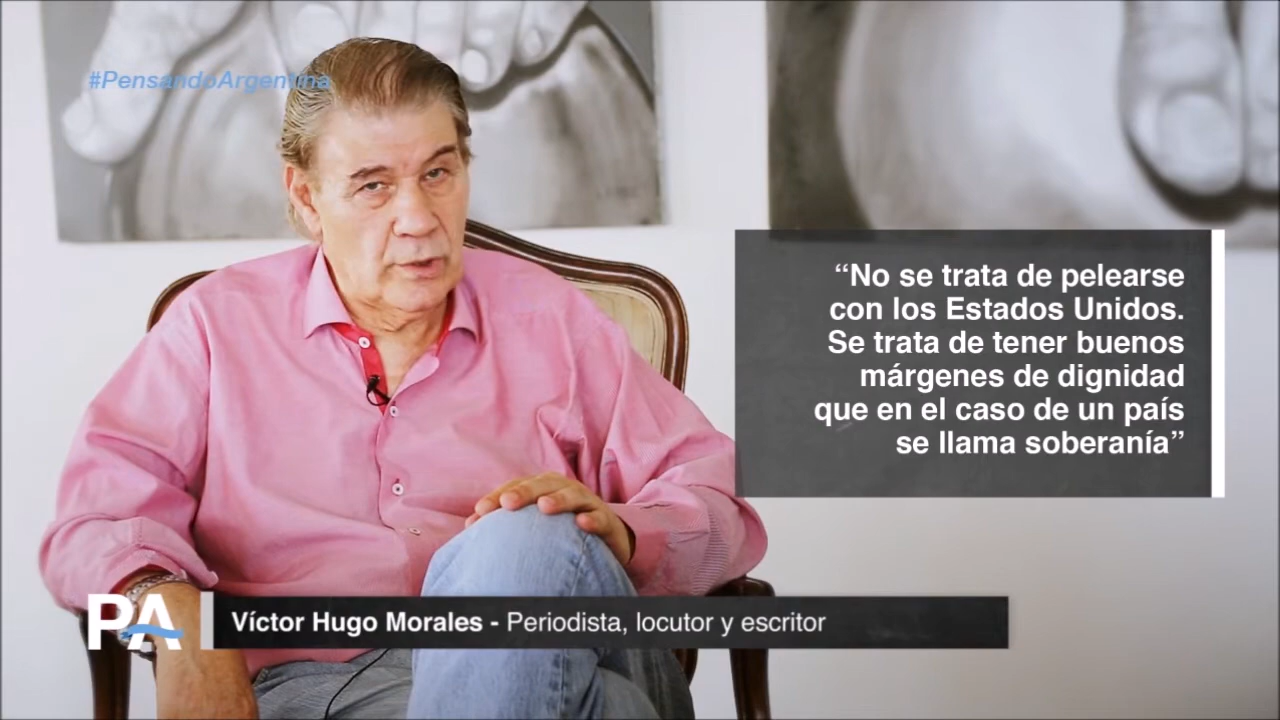 #PensandoArgentina
“No se trata de pelearse
con los Estados Unidos.
Se trata de tener buenos
márgenes de dignidad
que en el caso de un país
se llama soberanía”
PA
Víctor Hugo Morales - Periodista, locutor y escritor